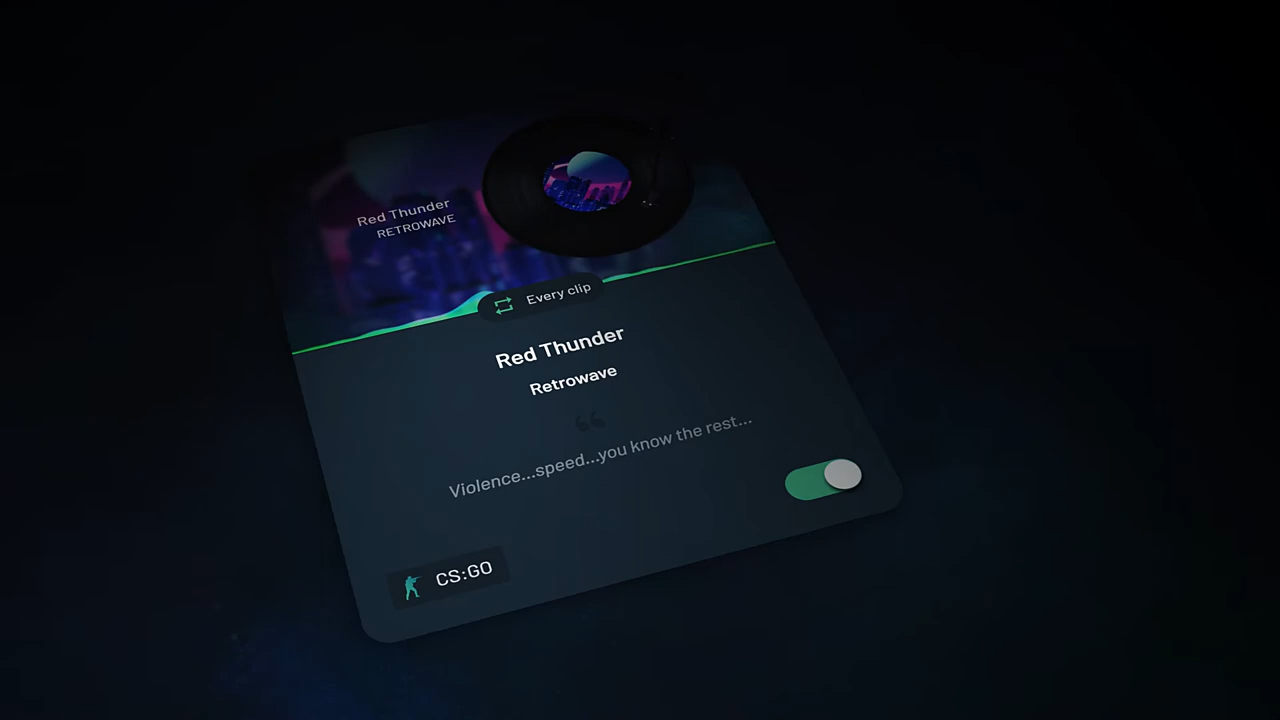 Red Thunder
RETROWAVE
Every clip
Red Thunder
Retrowave
“
Violence...speed...you know the rest...
CS:GO